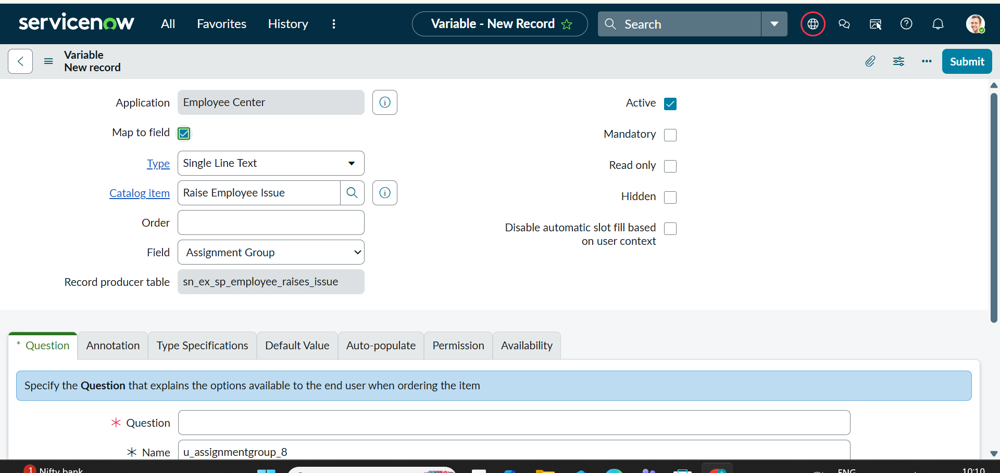 servicenow All Favorites History Variable - New Record Search
Variable
New record
Submit
Application Employee Center
Map to field
Type Single Line Text
Catalog item Raise Employee Issue
Order
Field Assignment Group
Record producer table sn_ex_sp_employee_raises_issue
Active
Mandatory
Read only
Hidden
Disable automatic slot fill based
on user context
* Question Annotation Type Specifications Default Value Auto-populate Permission Availability
Specify the Question that explains the options available to the end user when ordering the item
* Question
* Name u_assignmentgroup_8
1 Nifty bank ENG 10:10